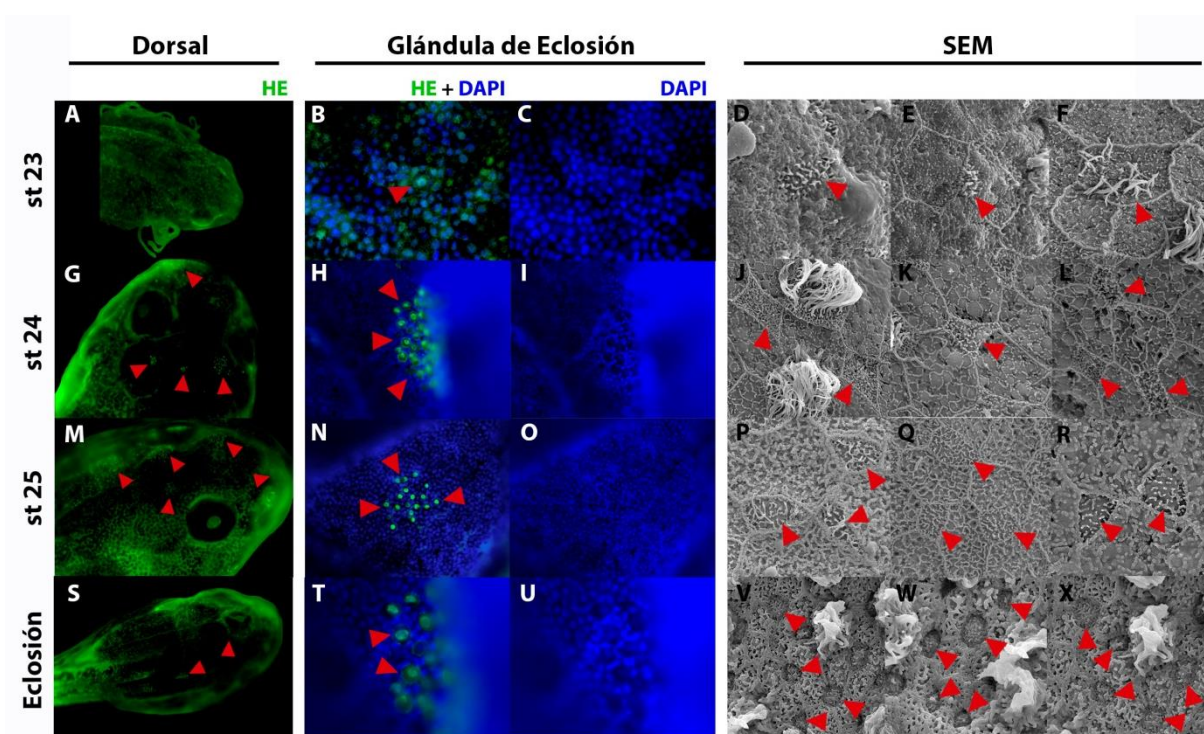 Dorsal
Glándula de Eclosión
SEM
HE
HE + DAPI
DAPI
st 23
A
B
C
D
E
F
st 24
G
H
I
J
K
L
st 25
M
N
O
P
Q
R
Eclosión
S
T
U
V
W
X